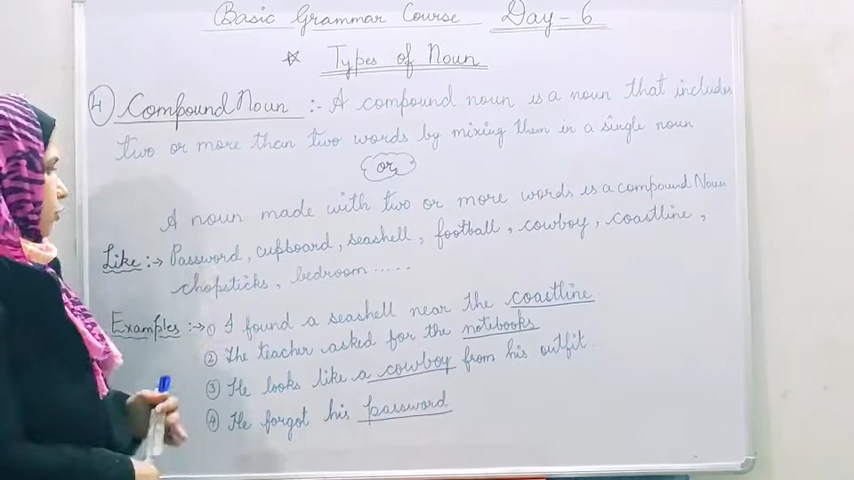 Basic Grammar Course Day - 6
☆ Types of Noun
④ Compound Noun :- A compound noun is a noun that includes
two or more than two words by mixing them in a single noun
or
A noun made with two or more words is a compound Noun
Like :→ Password, cupboard, seashell, football, cowboy, coastline,
chopsticks, bedroom .....
Examples :→ ① I found a seashell near the coastline
② The teacher asked for the notebooks
③ He looks like a cowboy from his outfit.
④ He forgot his password